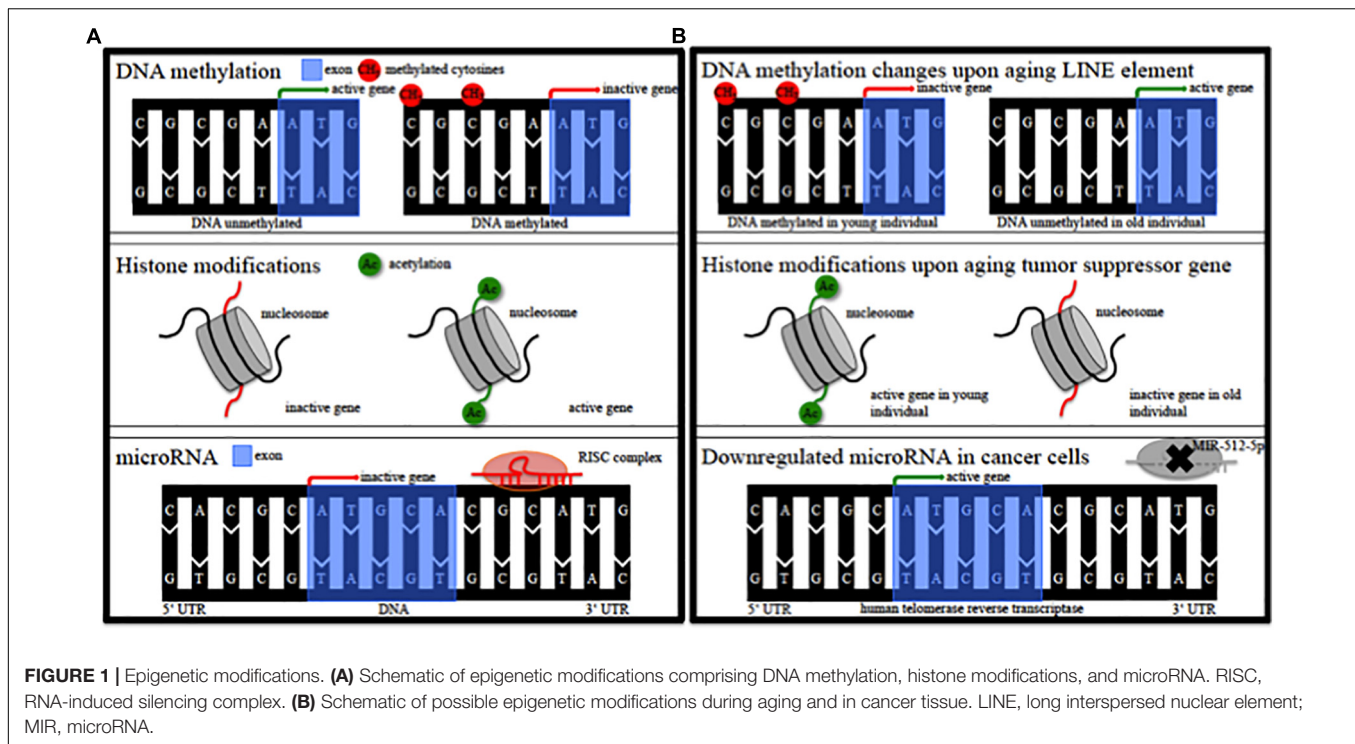 A
DNA methylation
exon
CH₃ methylated cytosines
active gene
C G C G A A T G
G C G C T T A C
DNA unmethylated
CH₃ CH₃
inactive gene
C G C G A A T G
G C G C T T A C
DNA methylated
Histone modifications
Ac acetylation
nucleosome
inactive gene
Ac
nucleosome
Ac
active gene
microRNA
exon
inactive gene
RISC complex
C A C G C A T G C A C G C A T G
G T G C G T A C G T G C G T A C
5' UTR DNA 3' UTR
B
DNA methylation changes upon aging LINE element
CH₃ CH₃
inactive gene
C G C G A A T G
G C G C T T A C
DNA methylated in young individual
active gene
C G C G A A T G
G C G C T T A C
DNA unmethylated in old individual
Histone modifications upon aging tumor suppressor gene
Ac
nucleosome
Ac
active gene in young
individual
nucleosome
inactive gene in old
individual
Downregulated microRNA in cancer cells
MIR-512-5p
active gene
C A C G C A T G C A C G C A T G
G T G C G T A C G T G C G T A C
5' UTR human telomerase reverse transcriptase 3' UTR
FIGURE 1 | Epigenetic modifications. (A) Schematic of epigenetic modifications comprising DNA methylation, histone modifications, and microRNA. RISC,
RNA-induced silencing complex. (B) Schematic of possible epigenetic modifications during aging and in cancer tissue. LINE, long interspersed nuclear element;
MIR, microRNA.